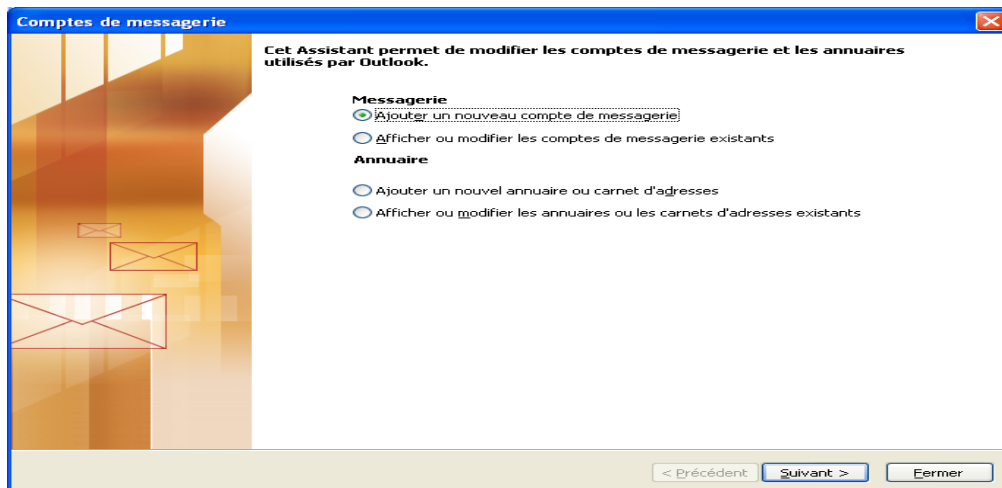 Comptes de messagerie
Cet Assistant permet de modifier les comptes de messagerie et les annuaires
utilisés par Outlook.
Messagerie
Ajouter un nouveau compte de messagerie
Afficher ou modifier les comptes de messagerie existants
Annuaire
Ajouter un nouvel annuaire ou carnet d'adresses
Afficher ou modifier les annuaires ou les carnets d'adresses existants
< Précédent Suivant > Fermer